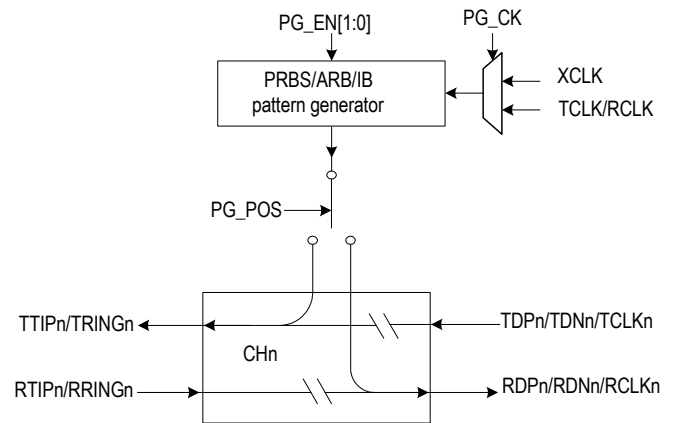 PG_EN[1:0]
PG_CK
PRBS/ARB/IB
pattern generator
XCLK
TCLK/RCLK
PG_POS
TTIPn/TRINGn
TDPn/TDNn/TCLKn
CHn
RTIPn/RRINGn
RDPn/RDNn/RCLKn